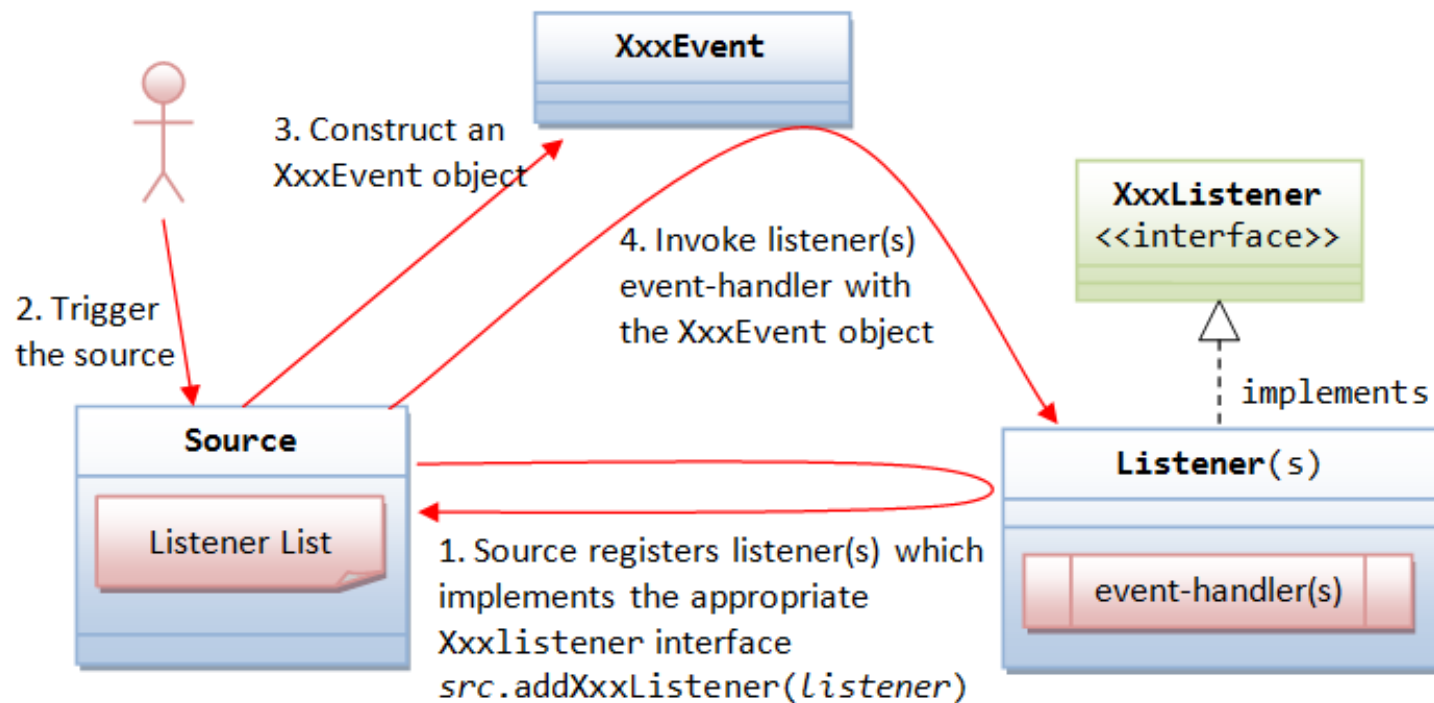 XxxEvent
3. Construct an
XxxEvent object
XxxListener
<<interface>>
4. Invoke listener(s)
event-handler with
the XxxEvent object
2. Trigger
the source
implements
Source
Listener(s)
Listener List
event-handler(s)
1. Source registers listener(s) which
implements the appropriate
Xxxlistener interface
src.addXxxListener(listener)